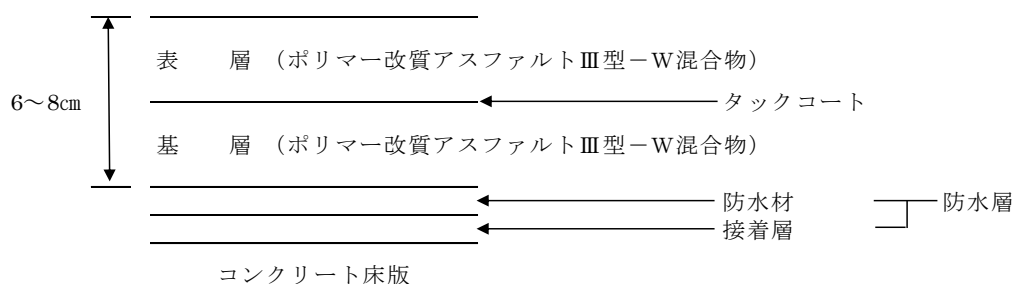 表　　層　（ポリマー改質アスファルトⅢ型－W混合物）
6～8㎝
タックコート
基　　層　（ポリマー改質アスファルトⅢ型－W混合物）
防水材
防水層
接着層
コンクリート床版